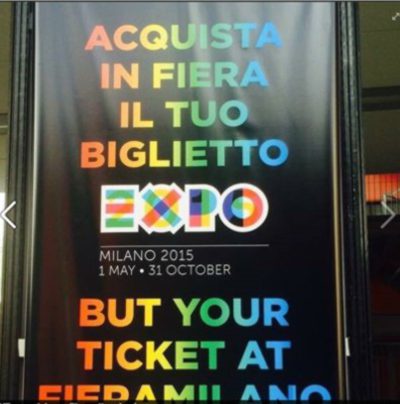 ACQUISTA
IN FIERA
IL TUO
BIGLIETTO
EXPO
MILANO 2015
1 MAY • 31 OCTOBER
BUT YOUR
TICKET AT
FIERAMILANO